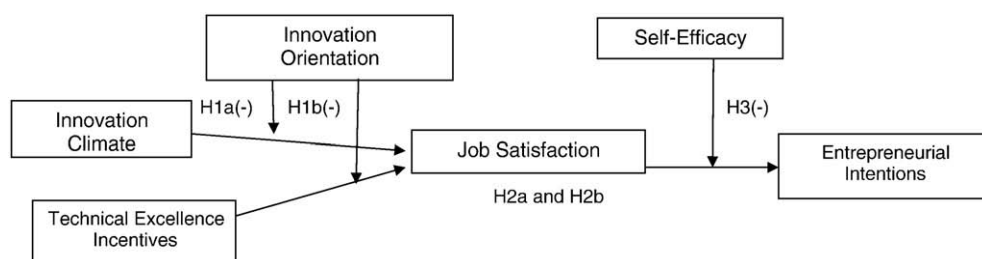 Innovation
Orientation
Self-Efficacy
H1a(-)
H1b(-)
H3(-)
Innovation
Climate
Job Satisfaction
Entrepreneurial
Intentions
H2a and H2b
Technical Excellence
Incentives